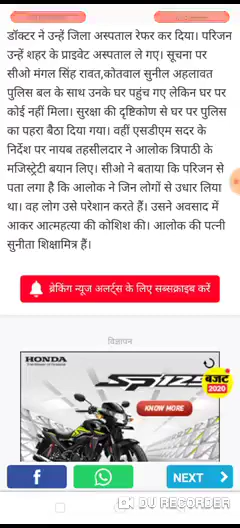 डॉक्टर ने उन्हें जिला अस्पताल रेफर कर दिया। परिजन
उन्हें शहर के प्राइवेट अस्पताल ले गए। सूचना पर
सीओ मंगल सिंह रावत,कोतवाल सुनील अहलावत
पुलिस बल के साथ उनके घर पहुंच गए लेकिन घर पर
कोई नहीं मिला। सुरक्षा की दृष्टिकोण से घर पर पुलिस
का पहरा बैठा दिया गया। वहीं एसडीएम सदर के
निर्देश पर नायब तहसीलदार ने आलोक त्रिपाठी के
मजिस्ट्रेटी बयान लिए। सीओ ने बताया कि परिजन से
पता लगा है कि आलोक ने जिन लोगों से उधार लिया
था। वह लोग उसे परेशान करते हैं। उसने अवसाद में
आकर आत्महत्या की कोशिश की। आलोक की पत्नी
सुनीता शिक्षामित्र हैं।
ब्रेकिंग न्यूज अलर्ट्स के लिए सब्सक्राइब करें
विज्ञापन
HONDA
SP125
बजट
2020
KNOW MORE
f
NEXT
DU RECORDER